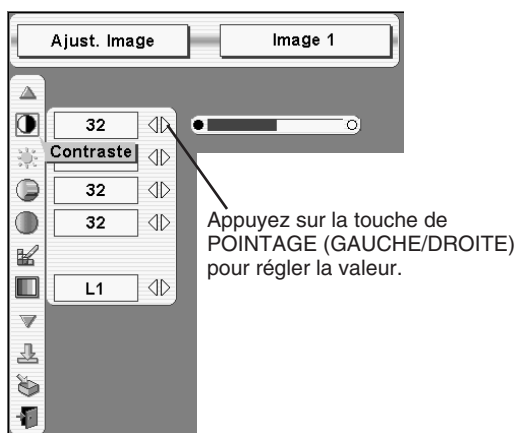 Ajust. Image
Image 1
32
Contraste
32
32
L1
Appuyez sur la touche de
POINTAGE (GAUCHE/DROITE)
pour régler la valeur.